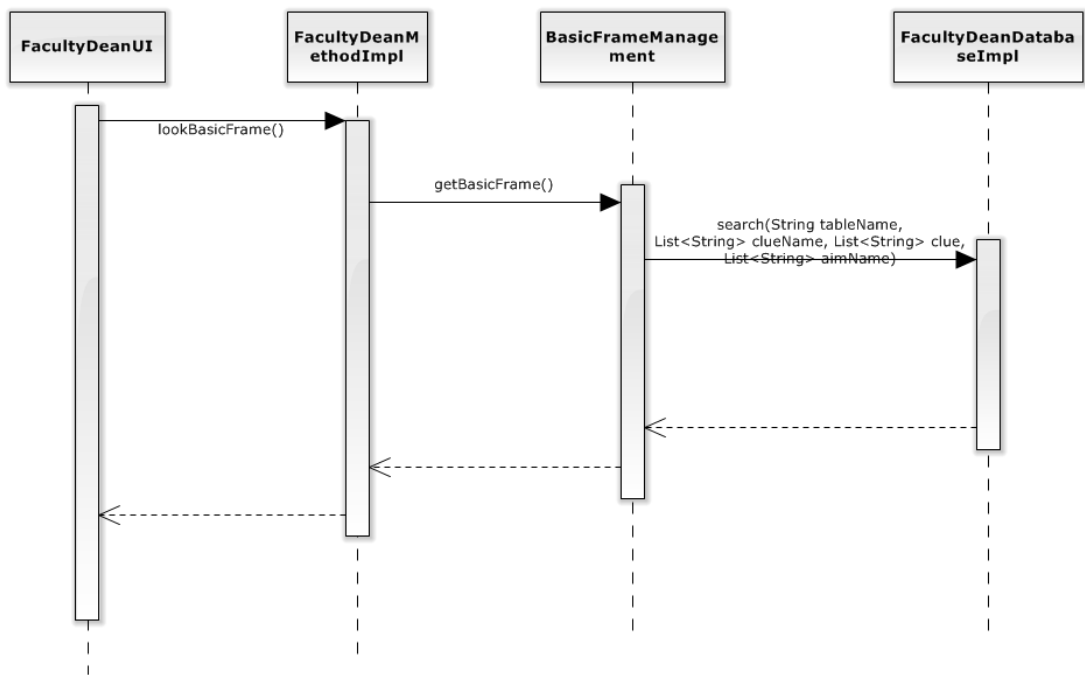 FacultyDeanUI
FacultyDeanM
ethodImpl
BasicFrameManage
ment
FacultyDeanDataba
seImpl
lookBasicFrame()
getBasicFrame()
search(String tableName,
List<String> clueName, List<String> clue,
List<String> aimName)